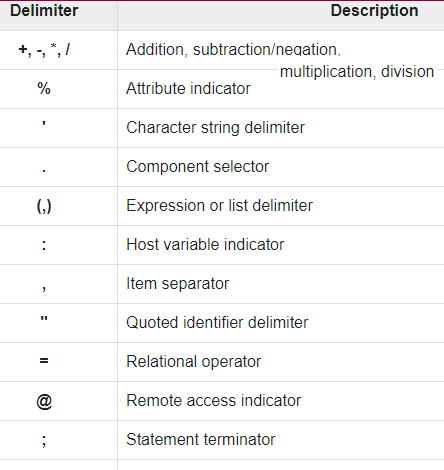 Delimiter Description
+, -, *, / Addition, subtraction/negation,
multiplication, division
% Attribute indicator
' Character string delimiter
. Component selector
(,) Expression or list delimiter
: Host variable indicator
, Item separator
" Quoted identifier delimiter
= Relational operator
@ Remote access indicator
; Statement terminator